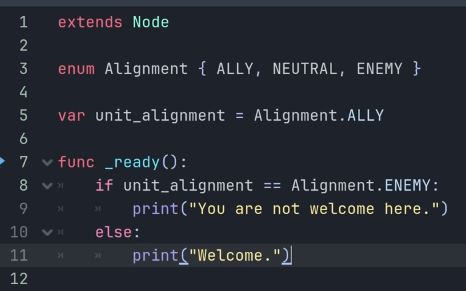 1 extends Node
2
3 enum Alignment { ALLY, NEUTRAL, ENEMY }
4
5 var unit_alignment = Alignment.ALLY
6
7 func _ready():
8     if unit_alignment == Alignment.ENEMY:
9         print("You are not welcome here.")
10     else:
11         print("Welcome.")
12